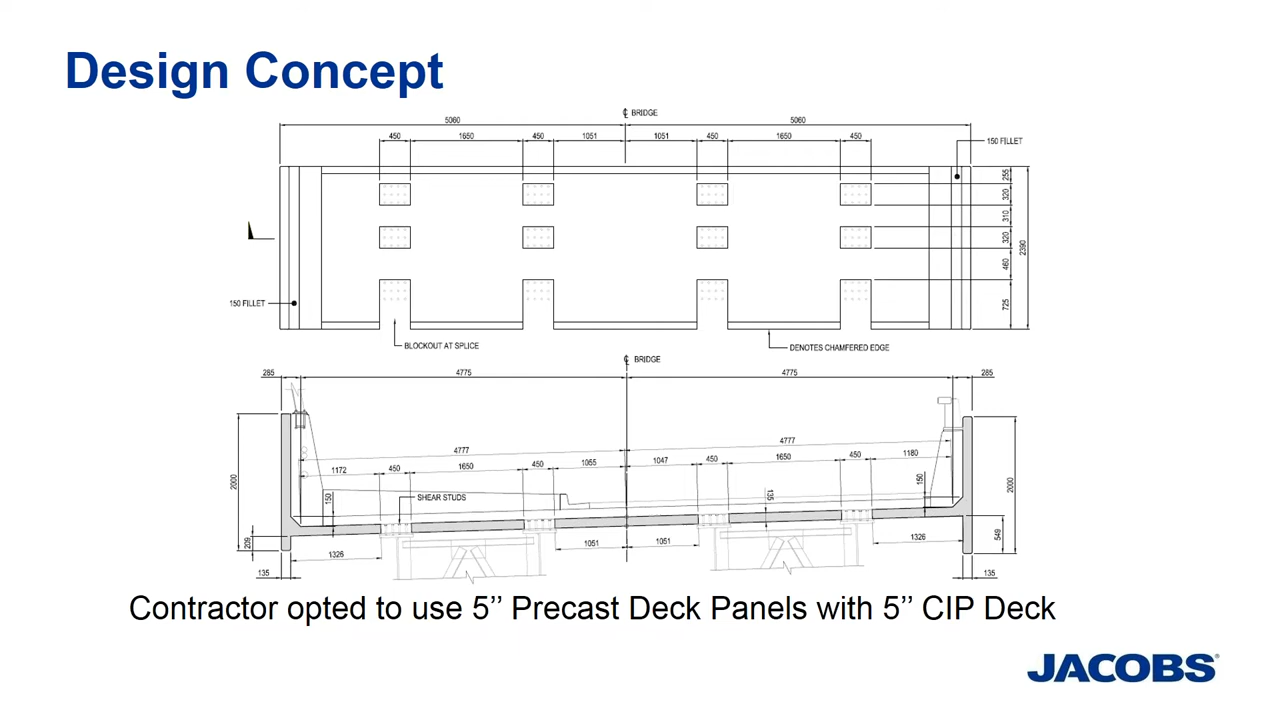 Design Concept
℄ BRIDGE
5060 5060
450 1650 450 1051 1051 450 1650 450
150 FILLET
255
320
310
320
460
725
2390
150 FILLET
BLOCKOUT AT SPLICE
DENOTES CHAMFERED EDGE
℄ BRIDGE
285 4775 4775 285
4777 4777
1172 450 1650 450 1055 1047 450 1650 450 1180
2000 150 SHEAR STUDS 135 150 2000
209 1326 1051 1051 1326 549
135 135
Contractor opted to use 5’’ Precast Deck Panels with 5’’ CIP Deck
JACOBS®